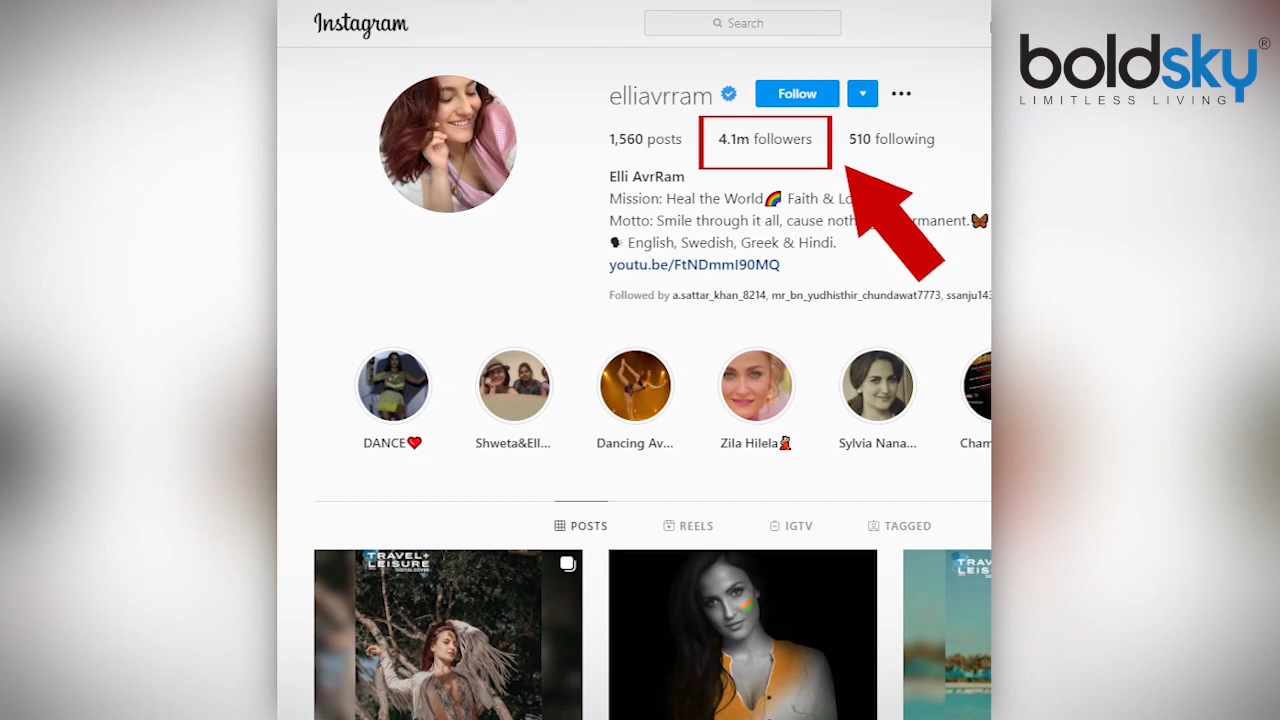 Instagram
Search
boldsky®
LIMITLESS LIVING
elliavrram
Follow
1,560 posts
4.1m followers
510 following
Elli AvrRam
Mission: Heal the World🌈 Faith & Lo
Motto: Smile through it all, cause noth rmanent.🦋
🗣 English, Swedish, Greek & Hindi.
youtu.be/FtNDmmI90MQ
Followed by a.sattar_khan_8214, mr_bn_yudhisthir_chundawat7773, ssanju143
DANCE❤
Shweta&Ell...
Dancing Av...
Zila Hilela💃
Sylvia Nana...
Cham
POSTS
REELS
IGTV
TAGGED
TRAVEL+
LEISURE
TRAV
LEIS